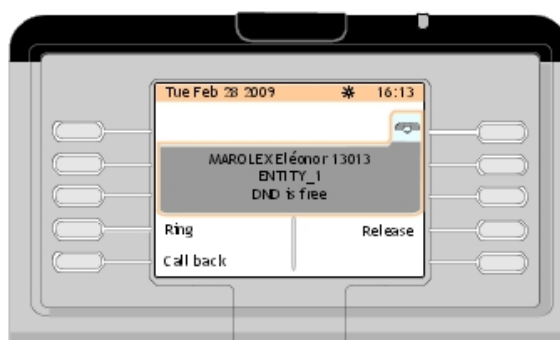 Tue Feb 28 2009 16:13
MAROLEX Eléonor 13013
ENTITY_1
DND is free
Ring Release
Call back